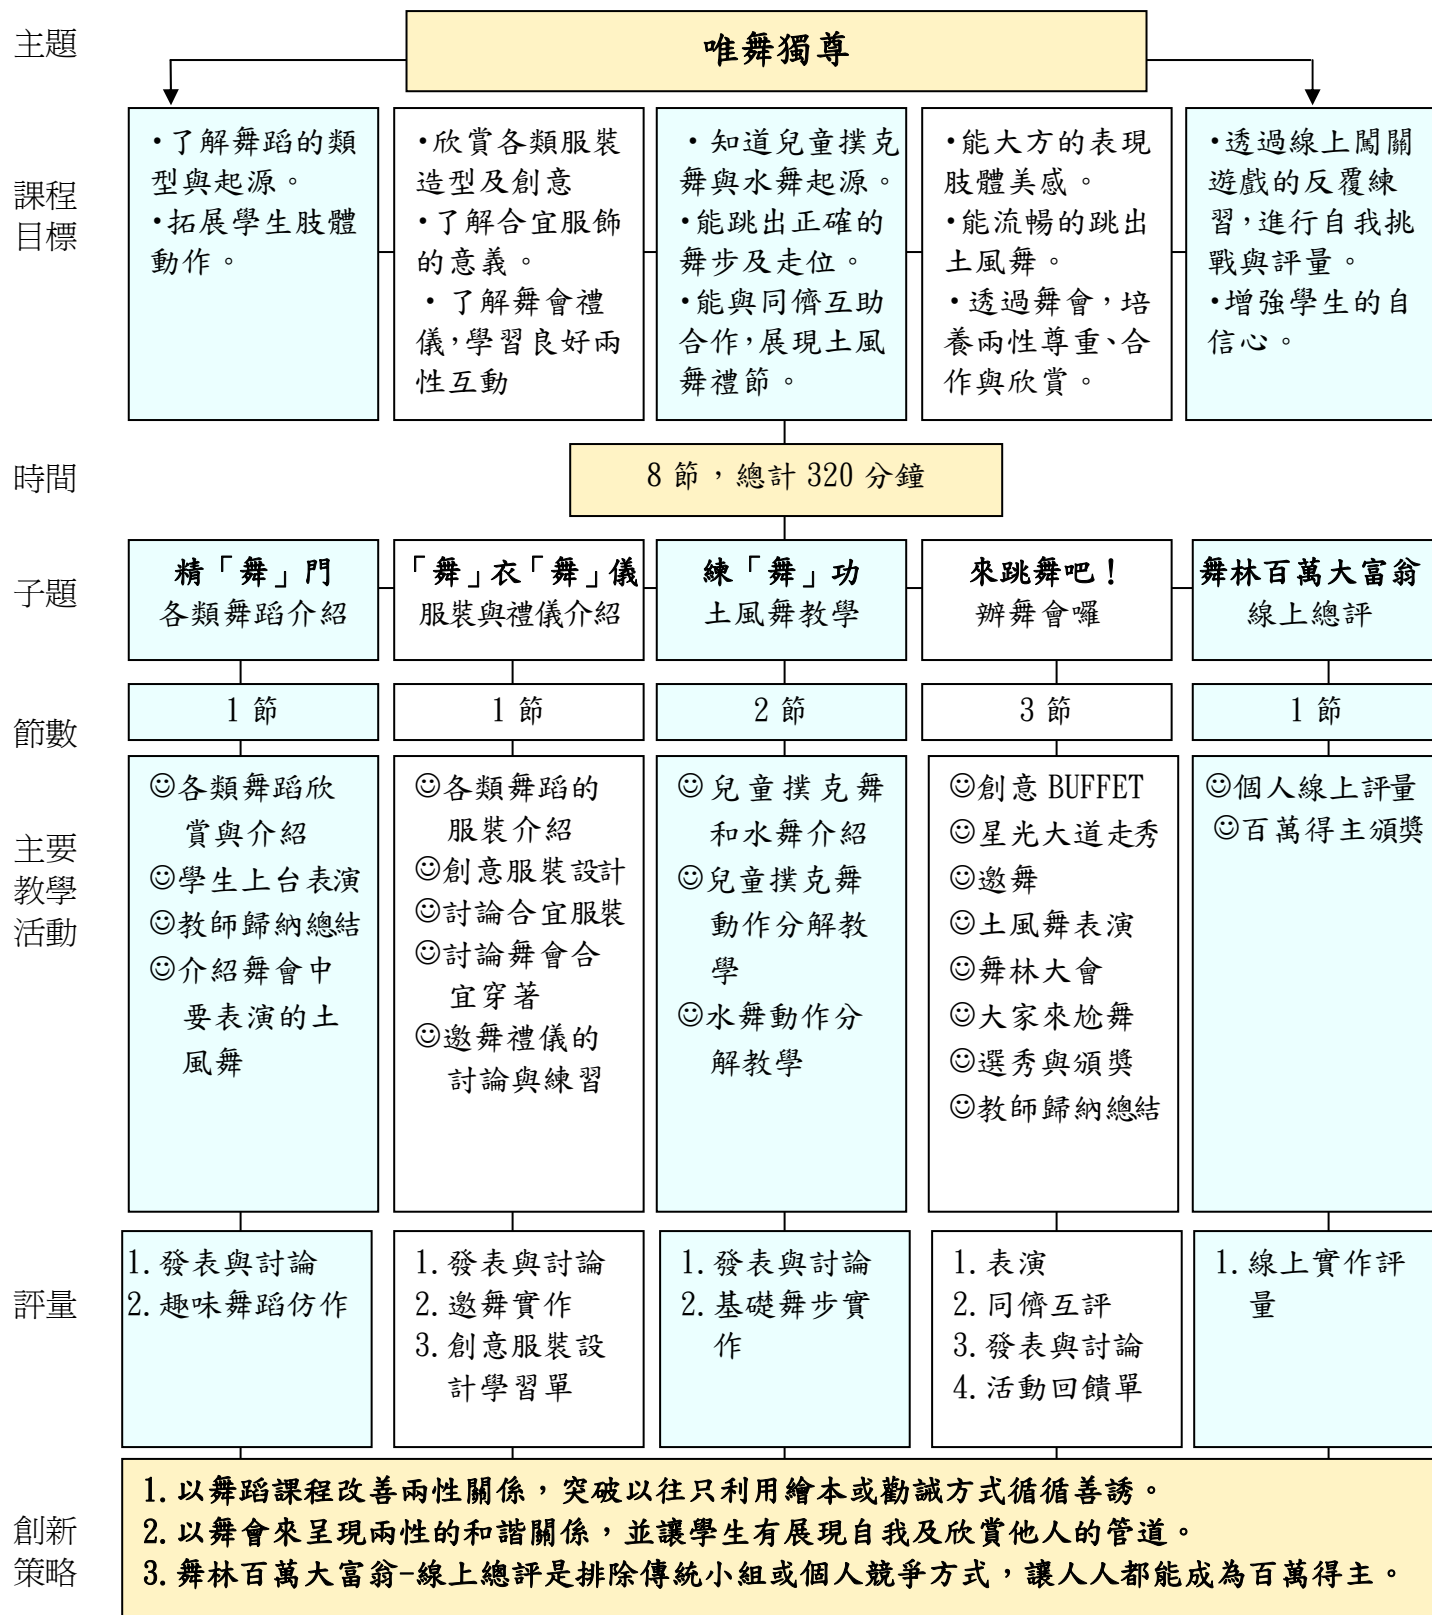 主題
唯舞獨尊
課程
目標
•了解舞蹈的類
型與起源。
•拓展學生肢體
動作。
•欣賞各類服裝
造型及創意
•了解合宜服飾
的意義。
•了解舞會禮
儀，學習良好兩
性互動
•知道兒童撲克
舞與水舞起源。
•能跳出正確的
舞步及走位。
•能與同儕互助
合作，展現土風
舞禮節。
•能大方的表現
肢體美感。
•能流暢的跳出
土風舞。
•透過舞會，培
養兩性尊重、合
作與欣賞。
•透過線上闖關
遊戲的反覆練
習，進行自我挑
戰與評量。
•增強學生的自
信心。
時間
8 節，總計 320 分鐘
子題
精「舞」門
各類舞蹈介紹
「舞」衣「舞」儀
服裝與禮儀介紹
練「舞」功
土風舞教學
來跳舞吧！
辦舞會囉
舞林百萬大富翁
線上總評
節數
1 節
1 節
2 節
3 節
1 節
主要
教學
活動
☺各類舞蹈欣
賞與介紹
☺學生上台表演
☺教師歸納總結
☺介紹舞會中
要表演的土
風舞
☺各類舞蹈的
服裝介紹
☺創意服裝設計
☺討論合宜服裝
☺討論舞會合
宜穿著
☺邀舞禮儀的
討論與練習
☺兒童撲克舞
和水舞介紹
☺兒童撲克舞
動作分解教
學
☺水舞動作分
解教學
☺創意 BUFFET
☺星光大道走秀
☺邀舞
☺土風舞表演
☺舞林大會
☺大家來尬舞
☺選秀與頒獎
☺教師歸納總結
☺個人線上評量
☺百萬得主頒獎
評量
1. 發表與討論
2. 趣味舞蹈仿作
1. 發表與討論
2. 邀舞實作
3. 創意服裝設
計學習單
1. 發表與討論
2. 基礎舞步實
作
1. 表演
2. 同儕互評
3. 發表與討論
4. 活動回饋單
1. 線上實作評
量
創新
策略
1. 以舞蹈課程改善兩性關係，突破以往只利用繪本或勸誡方式循循善誘。
2. 以舞會來呈現兩性的和諧關係，並讓學生有展現自我及欣賞他人的管道。
3. 舞林百萬大富翁-線上總評是排除傳統小組或個人競爭方式，讓人人都能成為百萬得主。